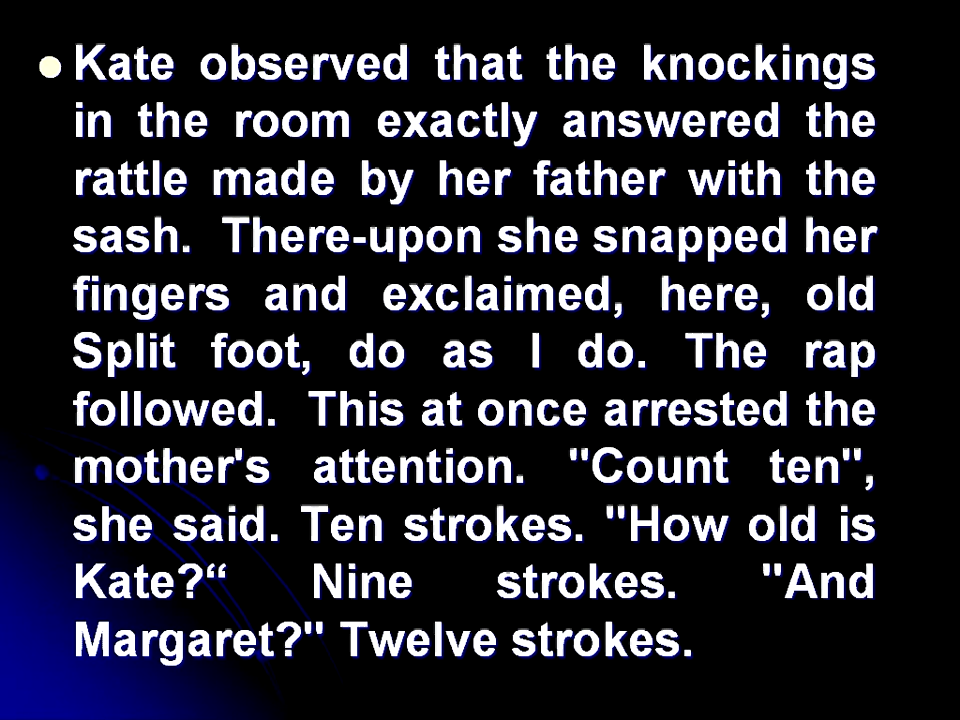 • Kate observed that the knockings
in the room exactly answered the
rattle made by her father with the
sash. There-upon she snapped her
fingers and exclaimed, here, old
Split foot, do as I do. The rap
followed. This at once arrested the
mother's attention. "Count ten",
she said. Ten strokes. "How old is
Kate?“ Nine strokes. "And
Margaret?" Twelve strokes.